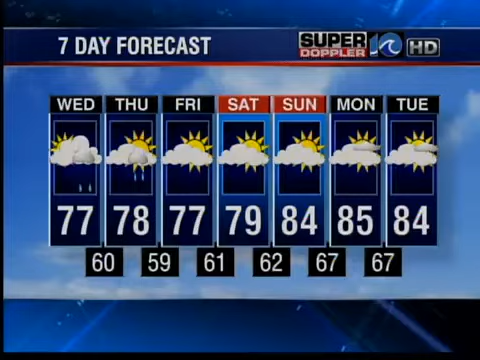 7 DAY FORECAST
SUPER
DOPPLER
10
HD
WED THU FRI SAT SUN MON TUE
77 78 77 79 84 85 84
60 59 61 62 67 67